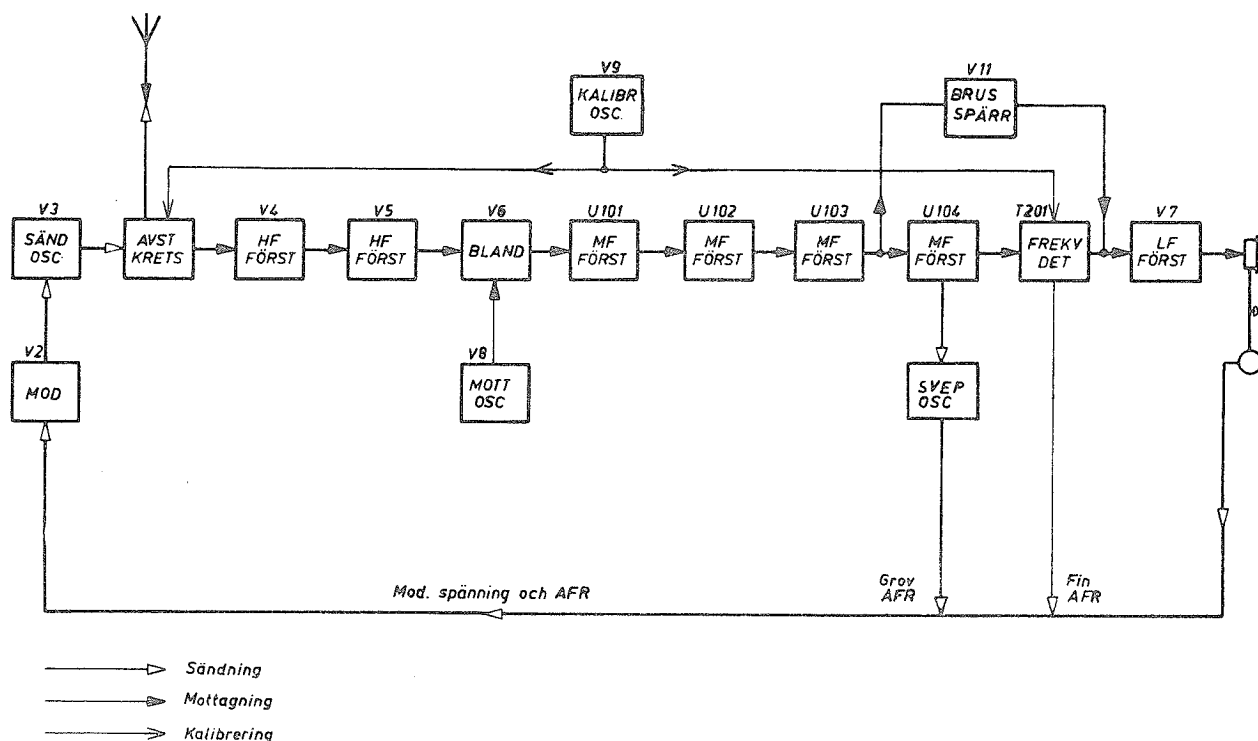 V9
KALIBR
OSC.
V11
BRUS
SPÄRR
V3
SÄND
OSC.
AVST
KRETS
V4
HF
FÖRST
V5
HF
FÖRST
V6
BLAND
U101
MF
FÖRST
U102
MF
FÖRST
U103
MF
FÖRST
U104
MF
FÖRST
T201
FREKV
DET
V7
LF
FÖRST
V2
MOD
V8
MOTT
OSC
SVEP
OSC
Mod. spänning och AFR
Grov
AFR
Fin
AFR
Sändning
Mottagning
Kalibrering